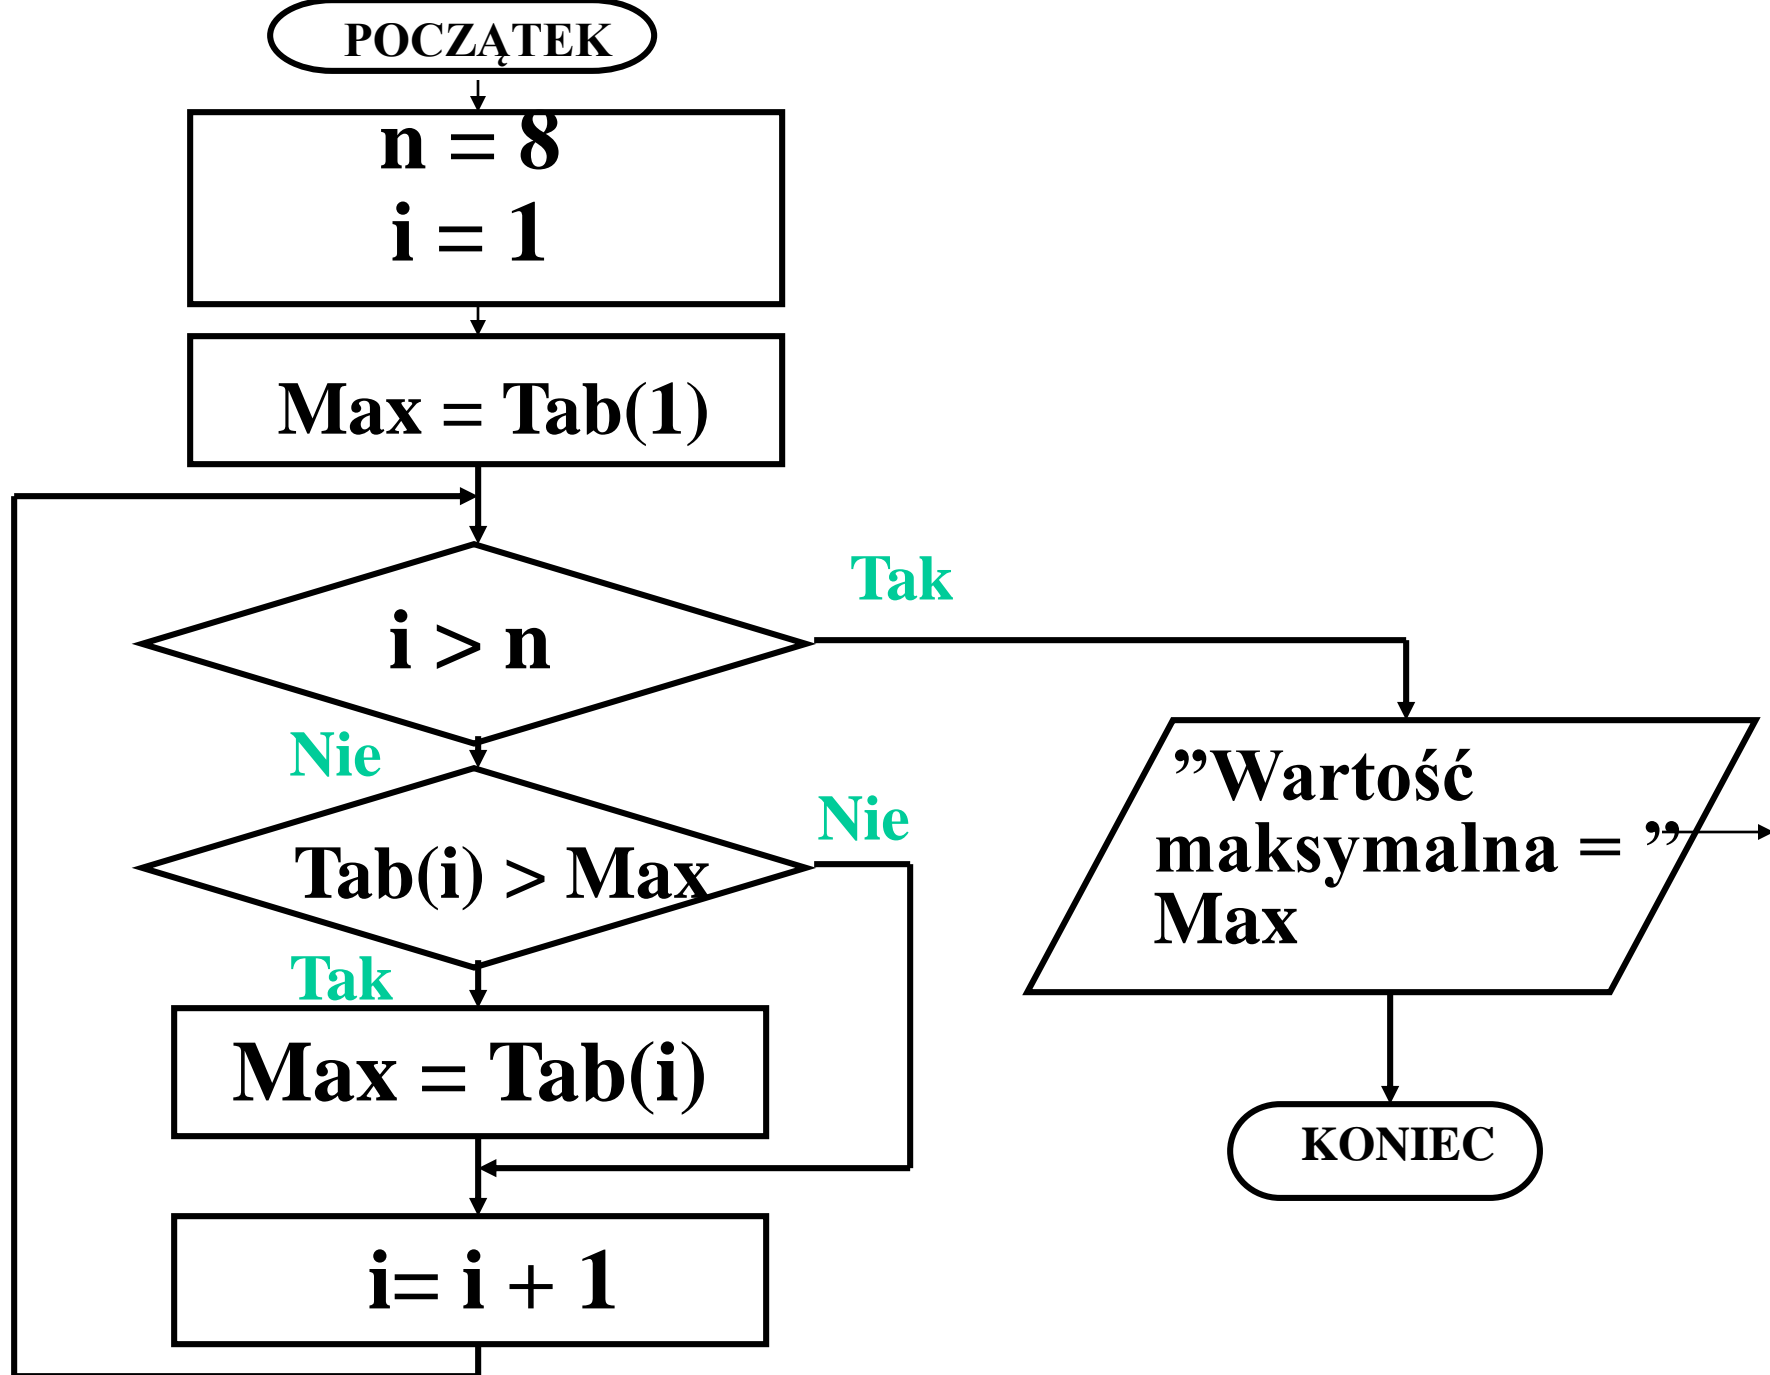 POCZĄTEK
n = 8
i = 1
Max = Tab(1)
i > n
Tak
Nie
Tab(i) > Max
Nie
Tak
Max = Tab(i)
i= i + 1
”Wartość
maksymalna = ”
Max
KONIEC